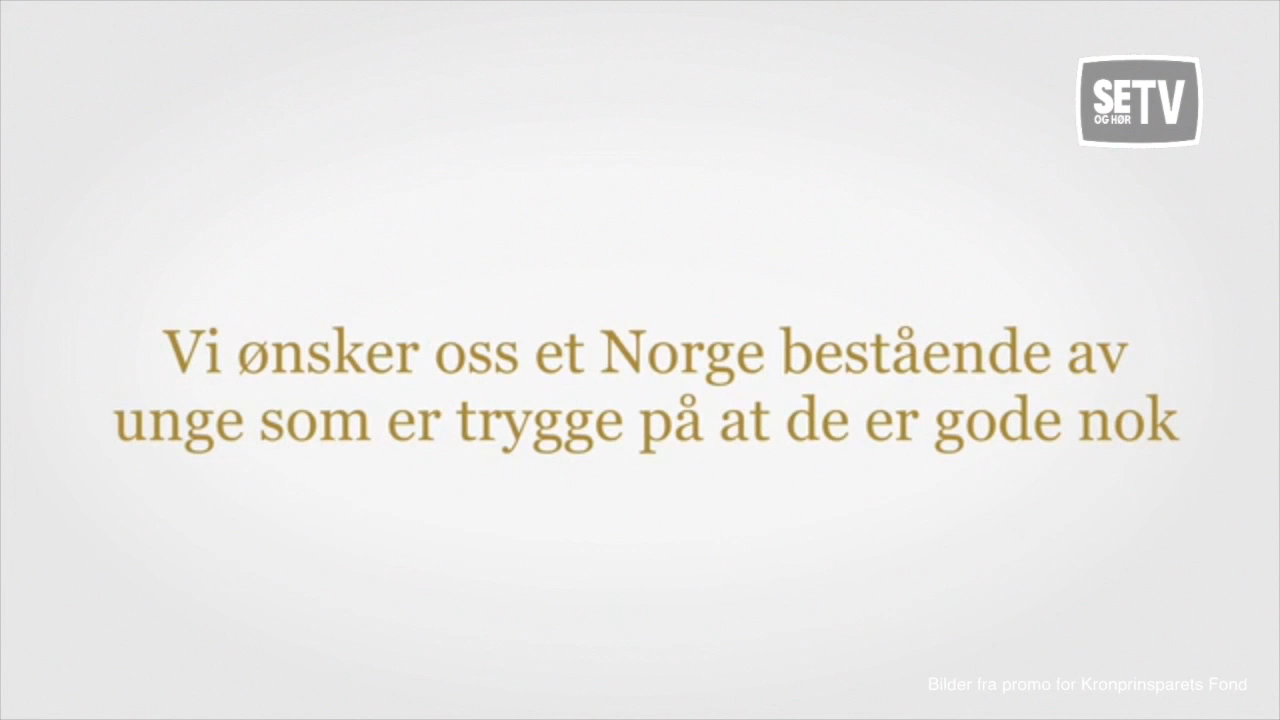 SE TV
OG HØR
Vi ønsker oss et Norge bestående av
unge som er trygge på at de er gode nok
Bilder fra promo for Kronprinsparets Fond